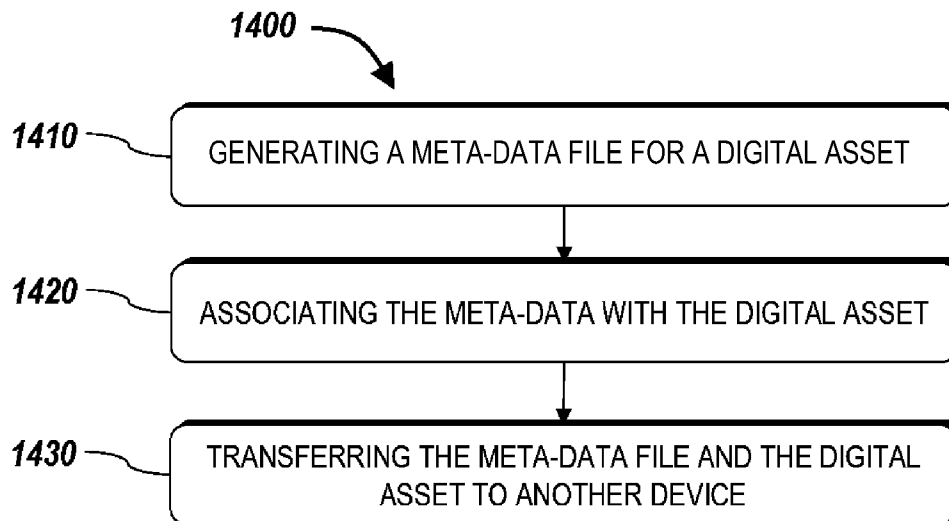 1400
1410
GENERATING A META-DATA FILE FOR A DIGITAL ASSET
1420
ASSOCIATING THE META-DATA WITH THE DIGITAL ASSET
1430
TRANSFERRING THE META-DATA FILE AND THE DIGITAL
ASSET TO ANOTHER DEVICE